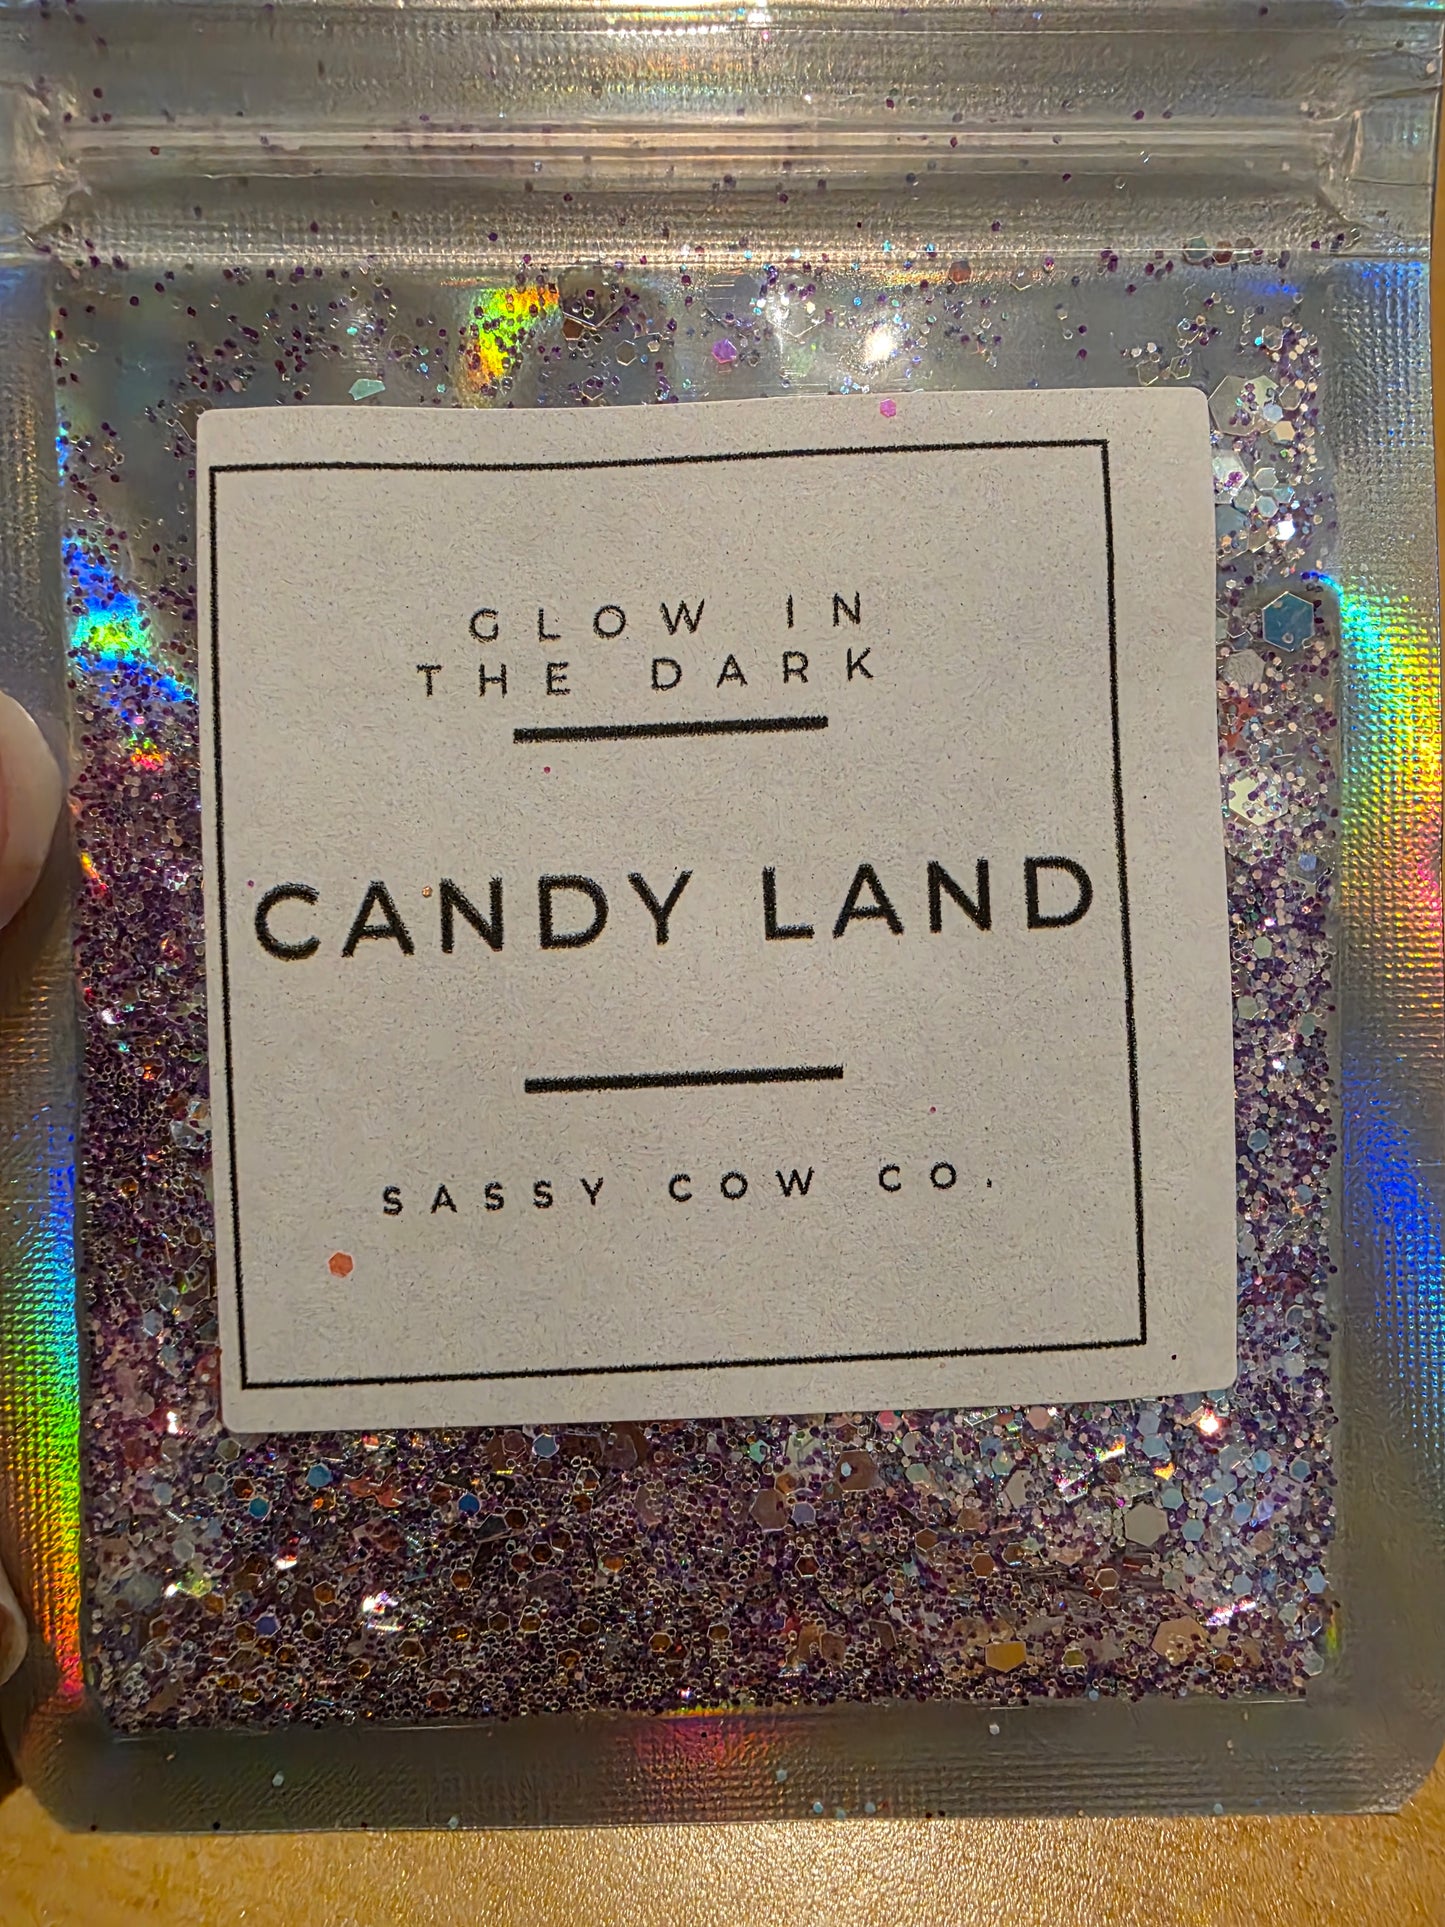 GLOW IN
THE DARK
CANDY LAND
SASSY COW CO.